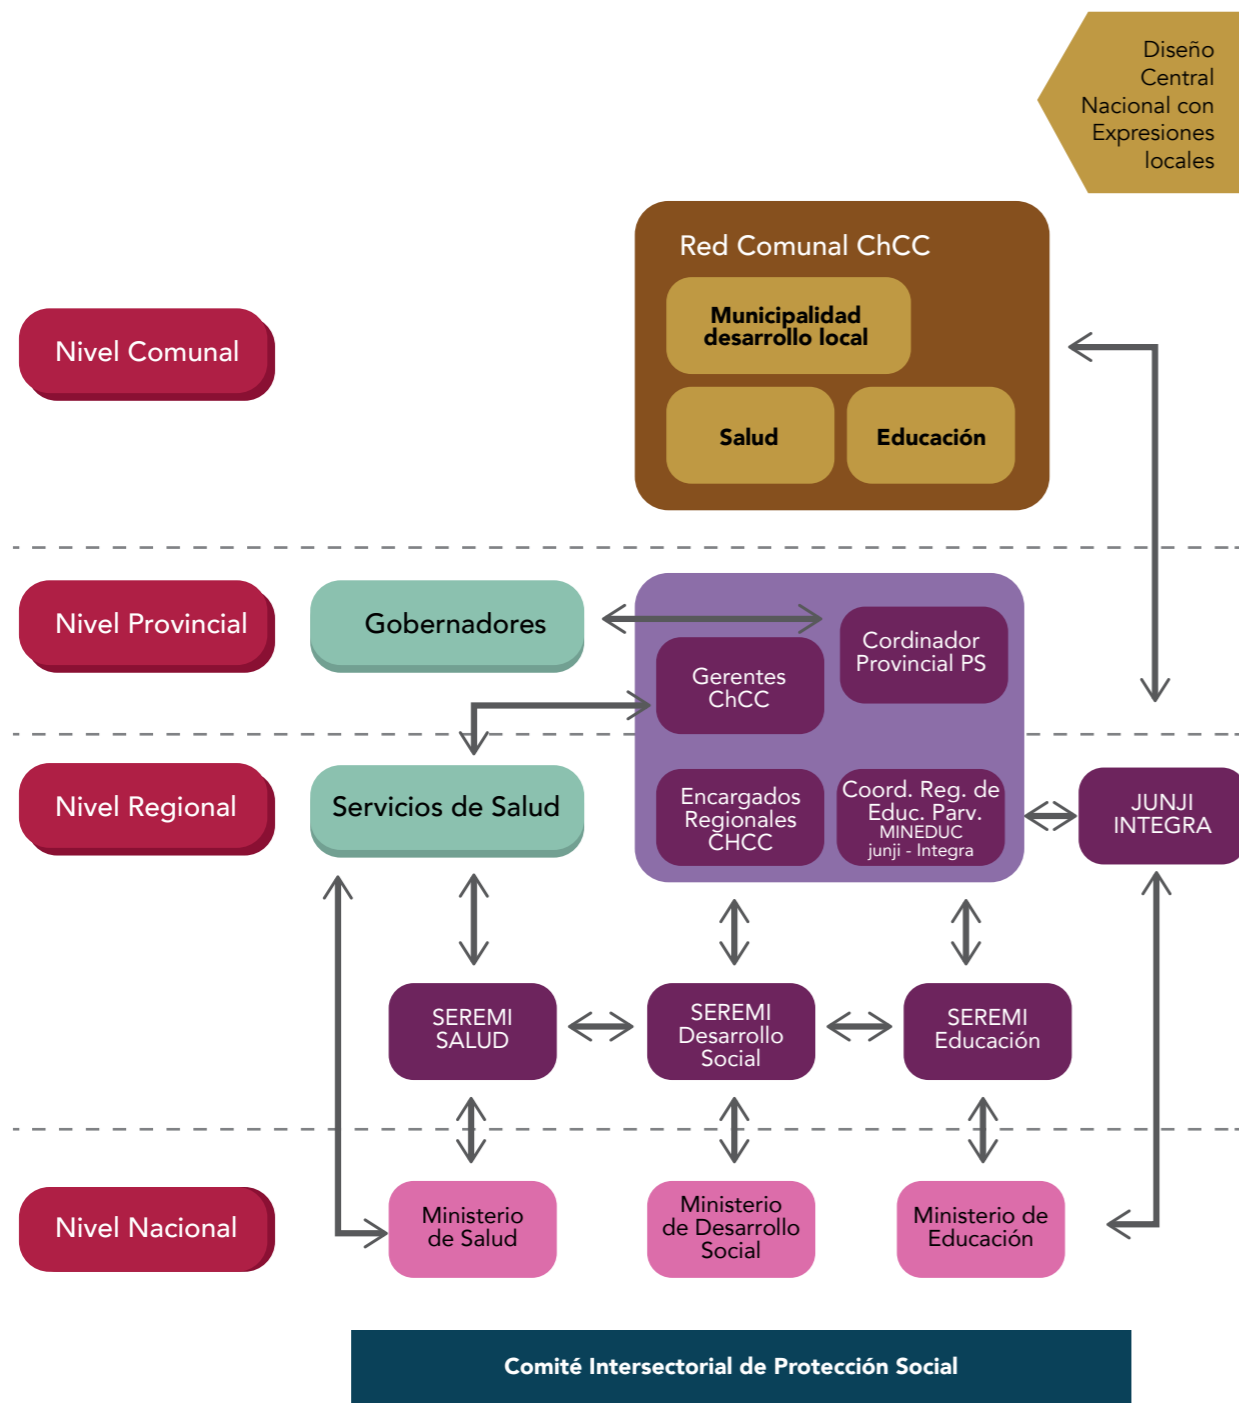 Diseño
Central
Nacional con
Expresiones
locales
Red Comunal ChCC
Municipalidad
desarrollo local
Nivel Comunal
Salud
Educación
Nivel Provincial
Gobernadores
Gerentes
ChCC
Cordinador
Provincial PS
Nivel Regional
Servicios de Salud
Encargados
Regionales
CHCC
Coord. Reg. de
Educ. Parv.
MINEDUC
junji - Integra
JUNJI
INTEGRA
SEREMI
SALUD
SEREMI
Desarrollo
Social
SEREMI
Educación
Nivel Nacional
Ministerio
de Salud
Ministerio
de Desarrollo
Social
Ministerio de
Educación
Comité Intersectorial de Protección Social